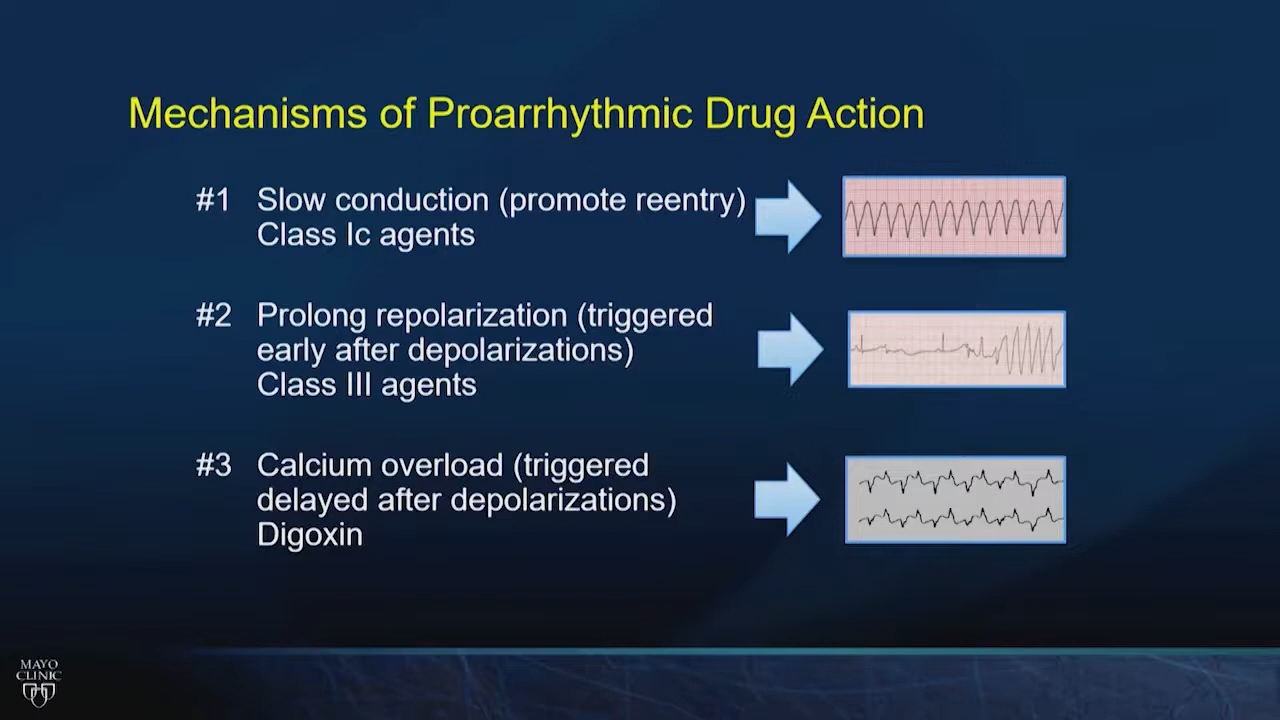 Mechanisms of Proarrhythmic Drug Action
#1 Slow conduction (promote reentry)
Class Ic agents
#2 Prolong repolarization (triggered
early after depolarizations)
Class III agents
#3 Calcium overload (triggered
delayed after depolarizations)
Digoxin
MAYO
CLINIC